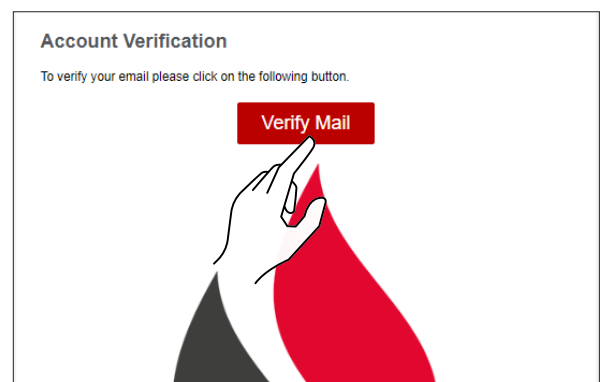 Account Verification
To verify your email please click on the following button.
Verify Mail